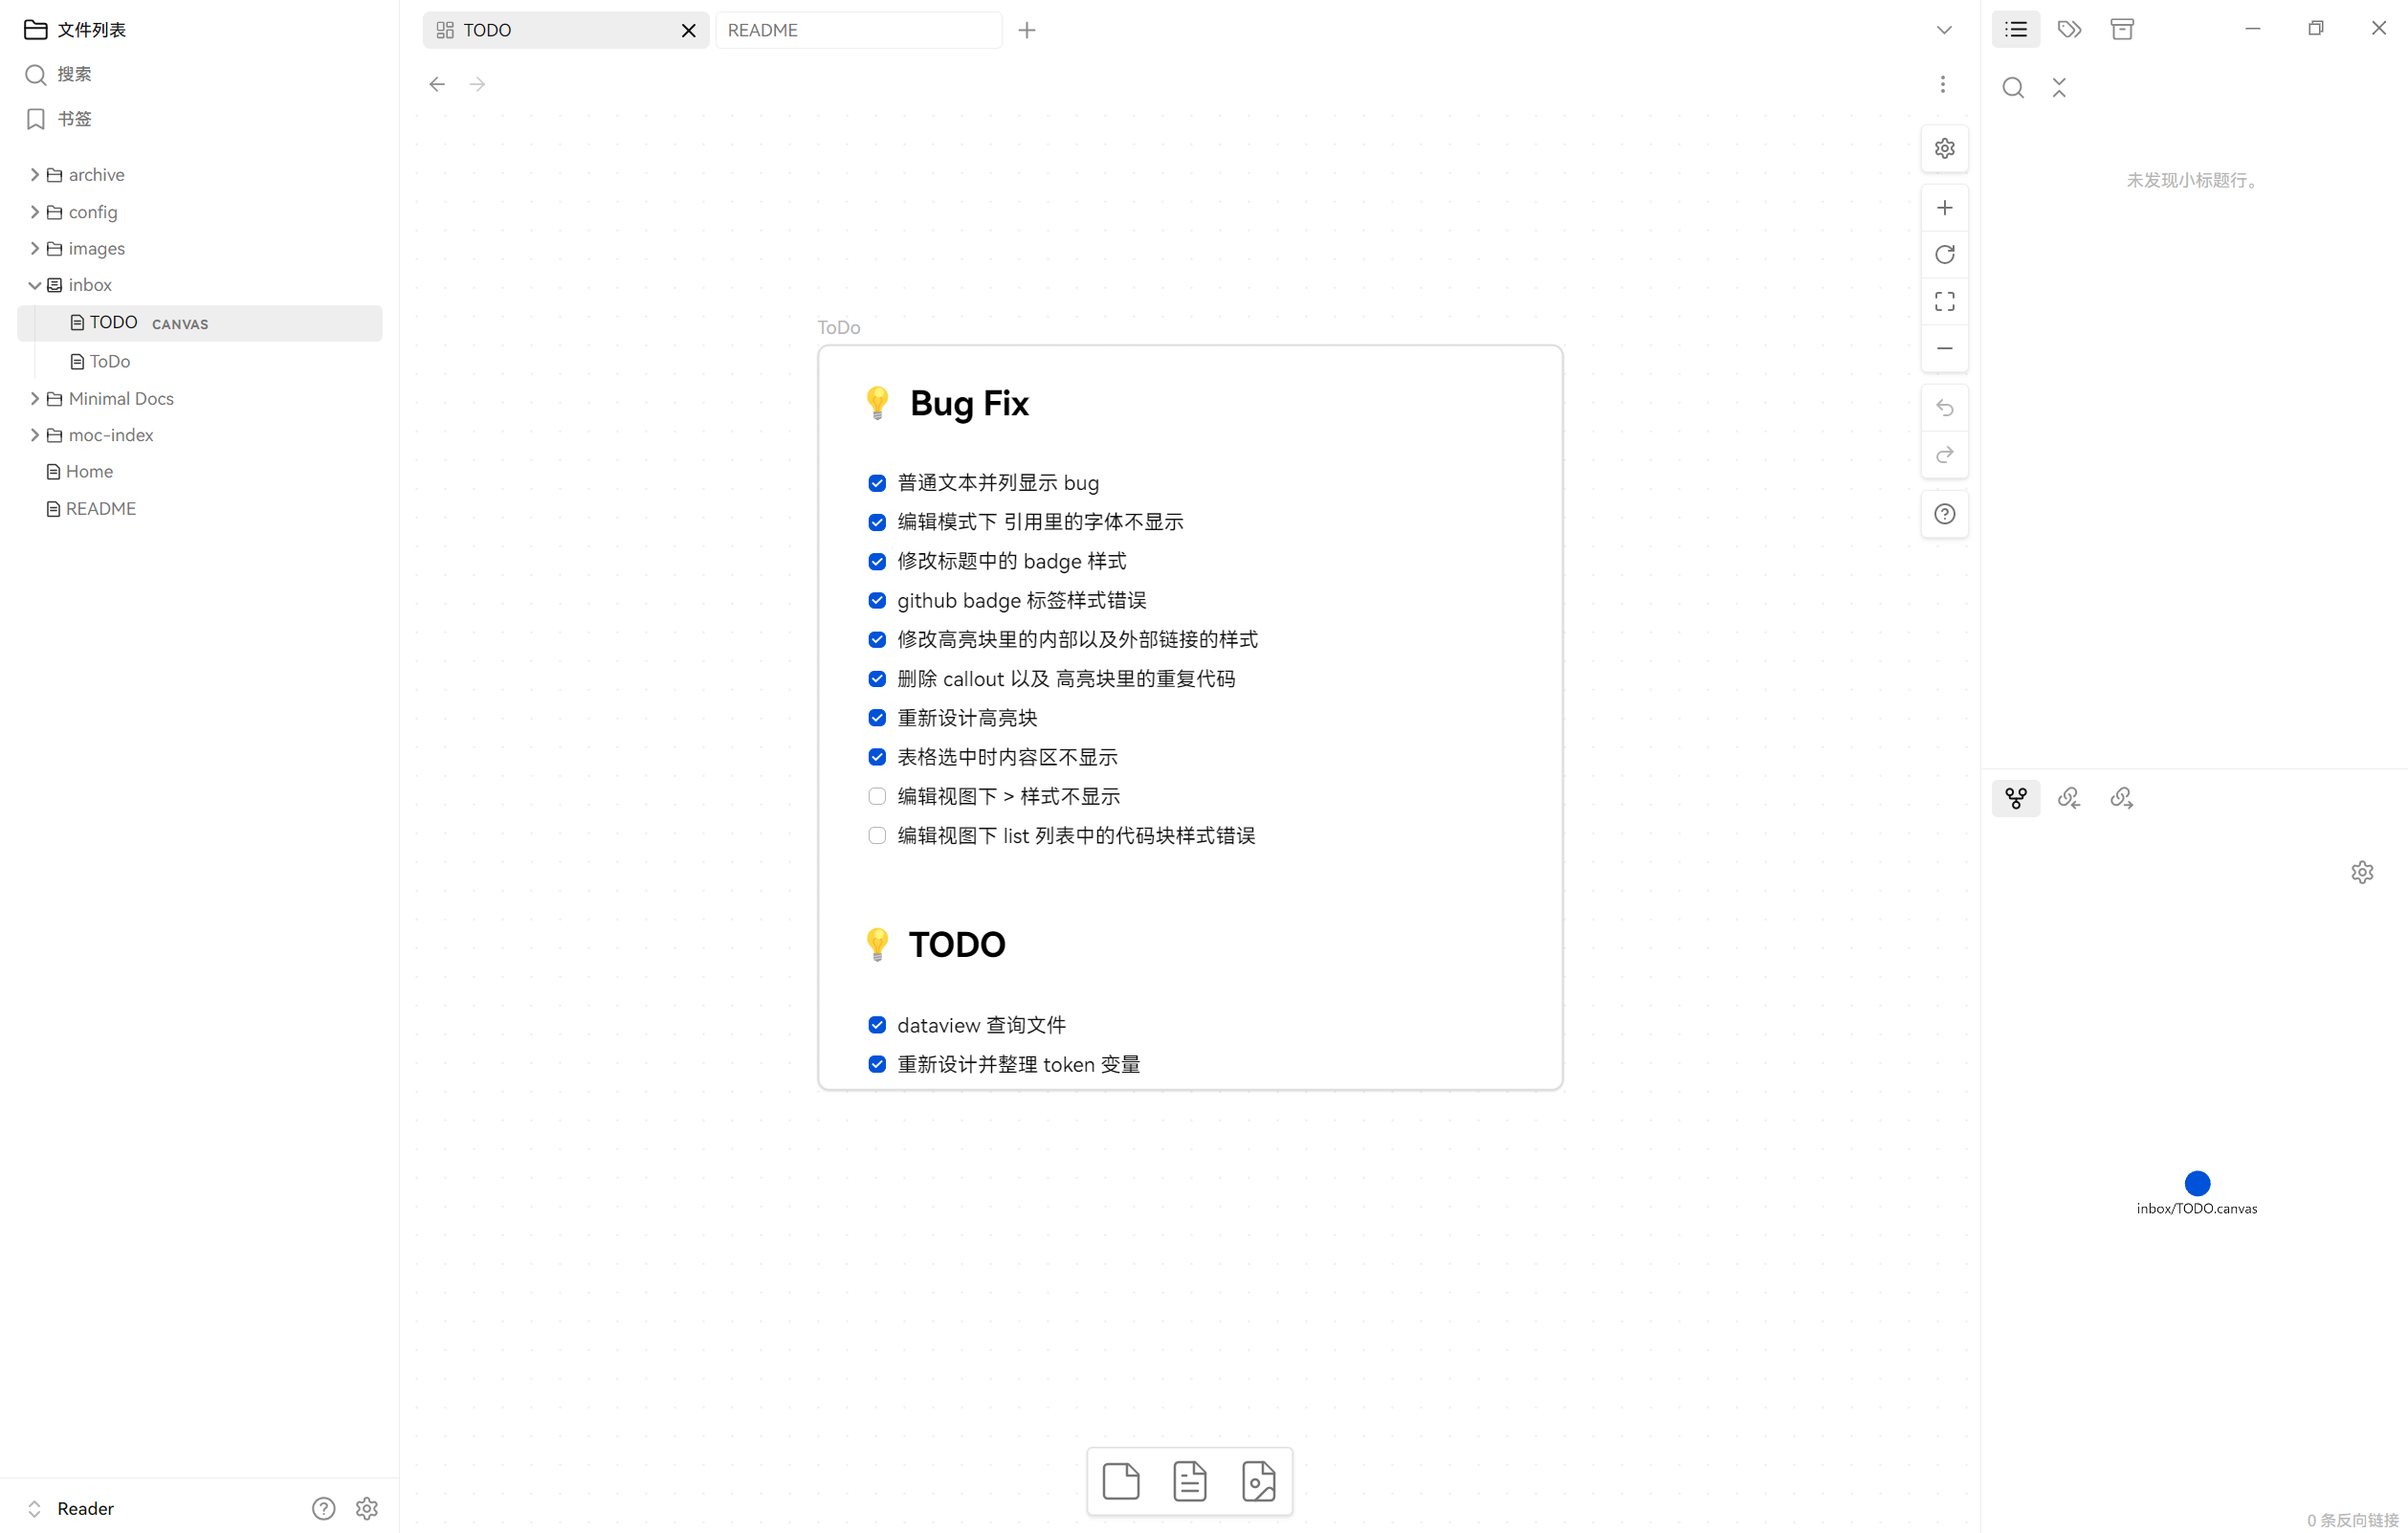 文件列表
搜索
书签
archive
config
images
inbox
TODO CANVAS
ToDo
Minimal Docs
moc-index
Home
README
Reader
TODO
README
ToDo
💡 Bug Fix
普通文本并列显示 bug
编辑模式下 引用里的字体不显示
修改标题中的 badge 样式
github badge 标签样式错误
修改高亮块里的内部以及外部链接的样式
删除 callout 以及 高亮块里的重复代码
重新设计高亮块
表格选中时内容区不显示
编辑视图下 > 样式不显示
编辑视图下 list 列表中的代码块样式错误
💡 TODO
dataview 查询文件
重新设计并整理 token 变量
未发现小标题行。
inbox/TODO.canvas
0 条反向链接